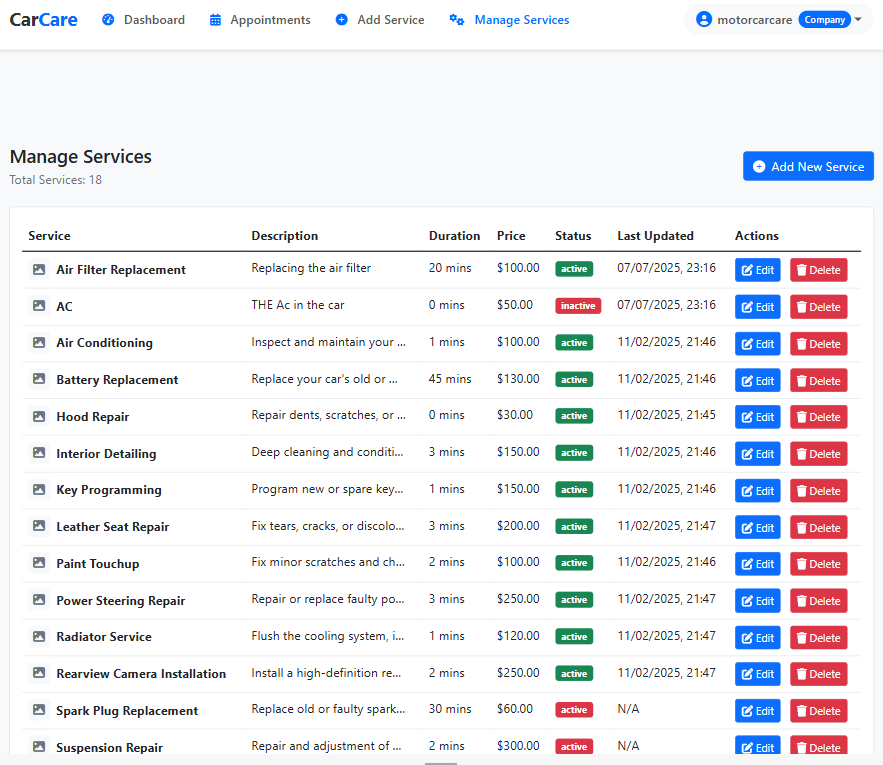 CarCare Dashboard Appointments Add Service Manage Services motorcarcare Company
Manage Services
Total Services: 18
Add New Service
Service Description Duration Price Status Last Updated Actions
Air Filter Replacement Replacing the air filter 20 mins $100.00 active 07/07/2025, 23:16 Edit Delete
AC THE Ac in the car 0 mins $50.00 inactive 07/07/2025, 23:16 Edit Delete
Air Conditioning Inspect and maintain your ... 1 mins $100.00 active 11/02/2025, 21:46 Edit Delete
Battery Replacement Replace your car's old or ... 45 mins $130.00 active 11/02/2025, 21:46 Edit Delete
Hood Repair Repair dents, scratches, or ... 0 mins $30.00 active 11/02/2025, 21:45 Edit Delete
Interior Detailing Deep cleaning and conditi... 3 mins $150.00 active 11/02/2025, 21:46 Edit Delete
Key Programming Program new or spare key... 1 mins $150.00 active 11/02/2025, 21:46 Edit Delete
Leather Seat Repair Fix tears, cracks, or discolo... 3 mins $200.00 active 11/02/2025, 21:47 Edit Delete
Paint Touchup Fix minor scratches and ch... 2 mins $100.00 active 11/02/2025, 21:46 Edit Delete
Power Steering Repair Repair or replace faulty po... 3 mins $250.00 active 11/02/2025, 21:47 Edit Delete
Radiator Service Flush the cooling system, i... 1 mins $120.00 active 11/02/2025, 21:47 Edit Delete
Rearview Camera Installation Install a high-definition re... 2 mins $250.00 active 11/02/2025, 21:47 Edit Delete
Spark Plug Replacement Replace old or faulty spark... 30 mins $60.00 active N/A Edit Delete
Suspension Repair Repair and adjustment of ... 2 mins $300.00 active N/A Edit Delete